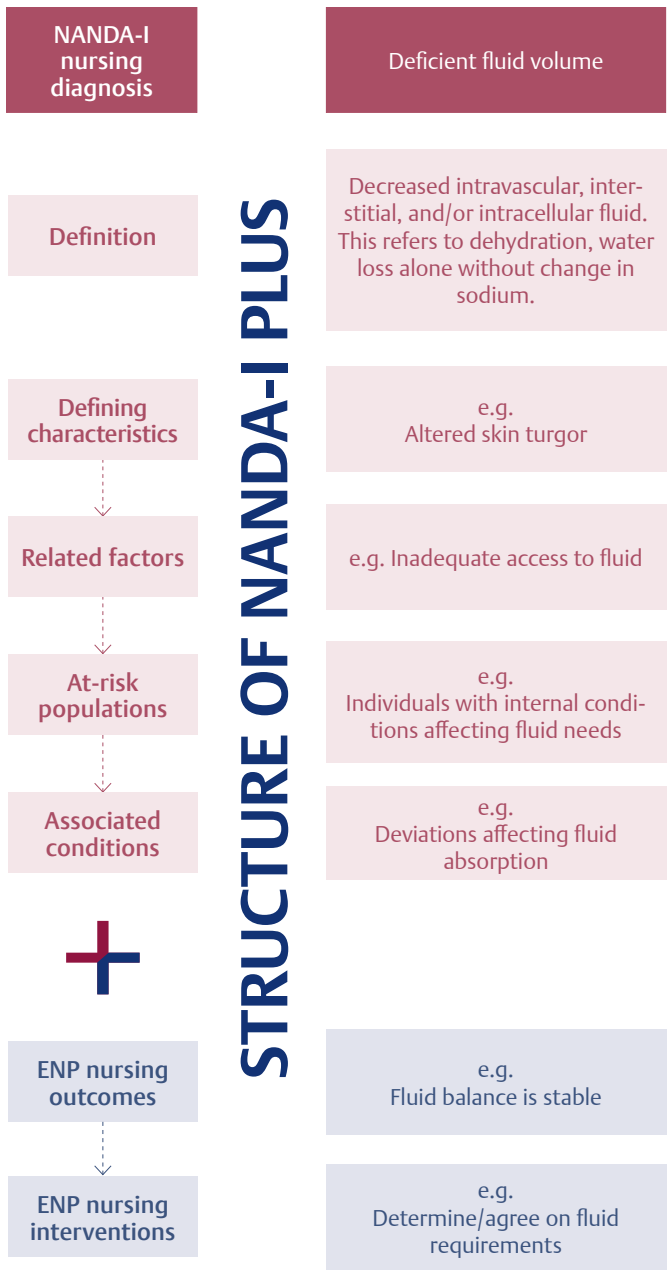 NANDA-I
nursing
diagnosis
Deficient fluid volume
STRUCTURE OF NANDA-I PLUS
Definition
Decreased intravascular, inter-
stitial, and/or intracellular fluid.
This refers to dehydration, water
loss alone without change in
sodium.
Defining
characteristics
e.g.
Altered skin turgor
Related factors
e.g. Inadequate access to fluid
At-risk
populations
e.g.
Individuals with internal condi-
tions affecting fluid needs
Associated
conditions
e.g.
Deviations affecting fluid
absorption
ENP nursing
outcomes
e.g.
Fluid balance is stable
ENP nursing
interventions
e.g.
Determine/agree on fluid
requirements